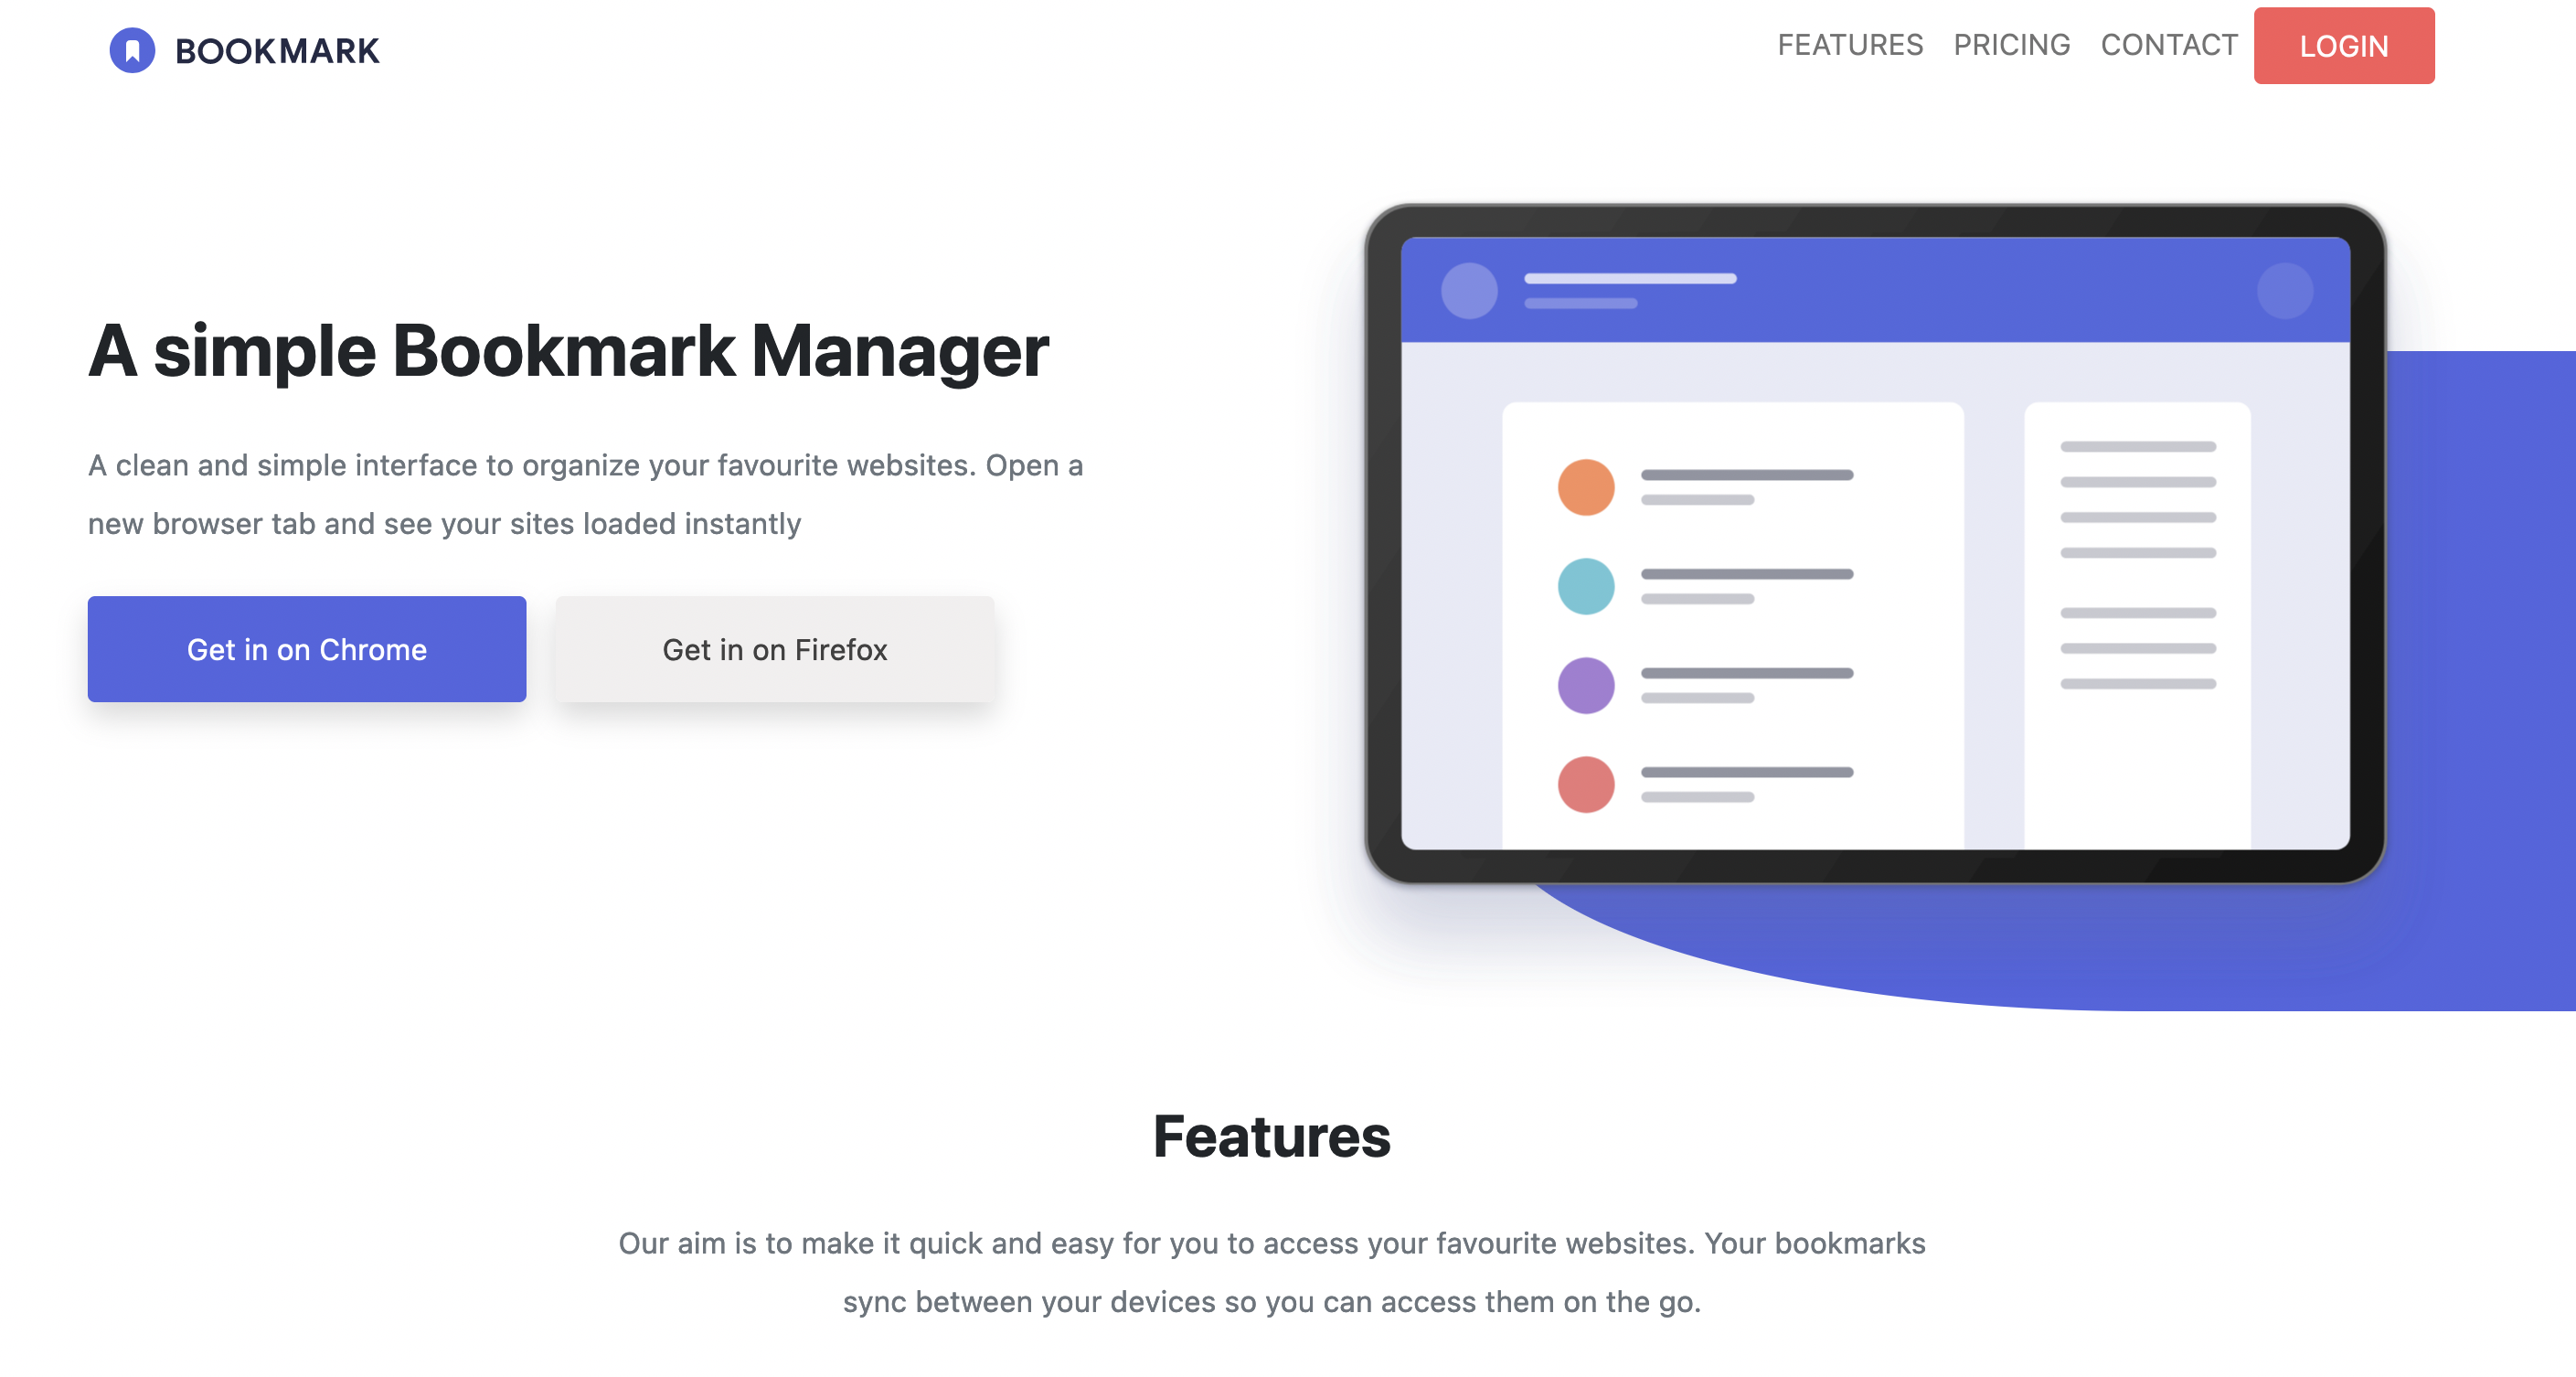 BOOKMARK
FEATURES PRICING CONTACT LOGIN
A simple Bookmark Manager
A clean and simple interface to organize your favourite websites. Open a
new browser tab and see your sites loaded instantly
Get in on Chrome
Get in on Firefox
Features
Our aim is to make it quick and easy for you to access your favourite websites. Your bookmarks
sync between your devices so you can access them on the go.